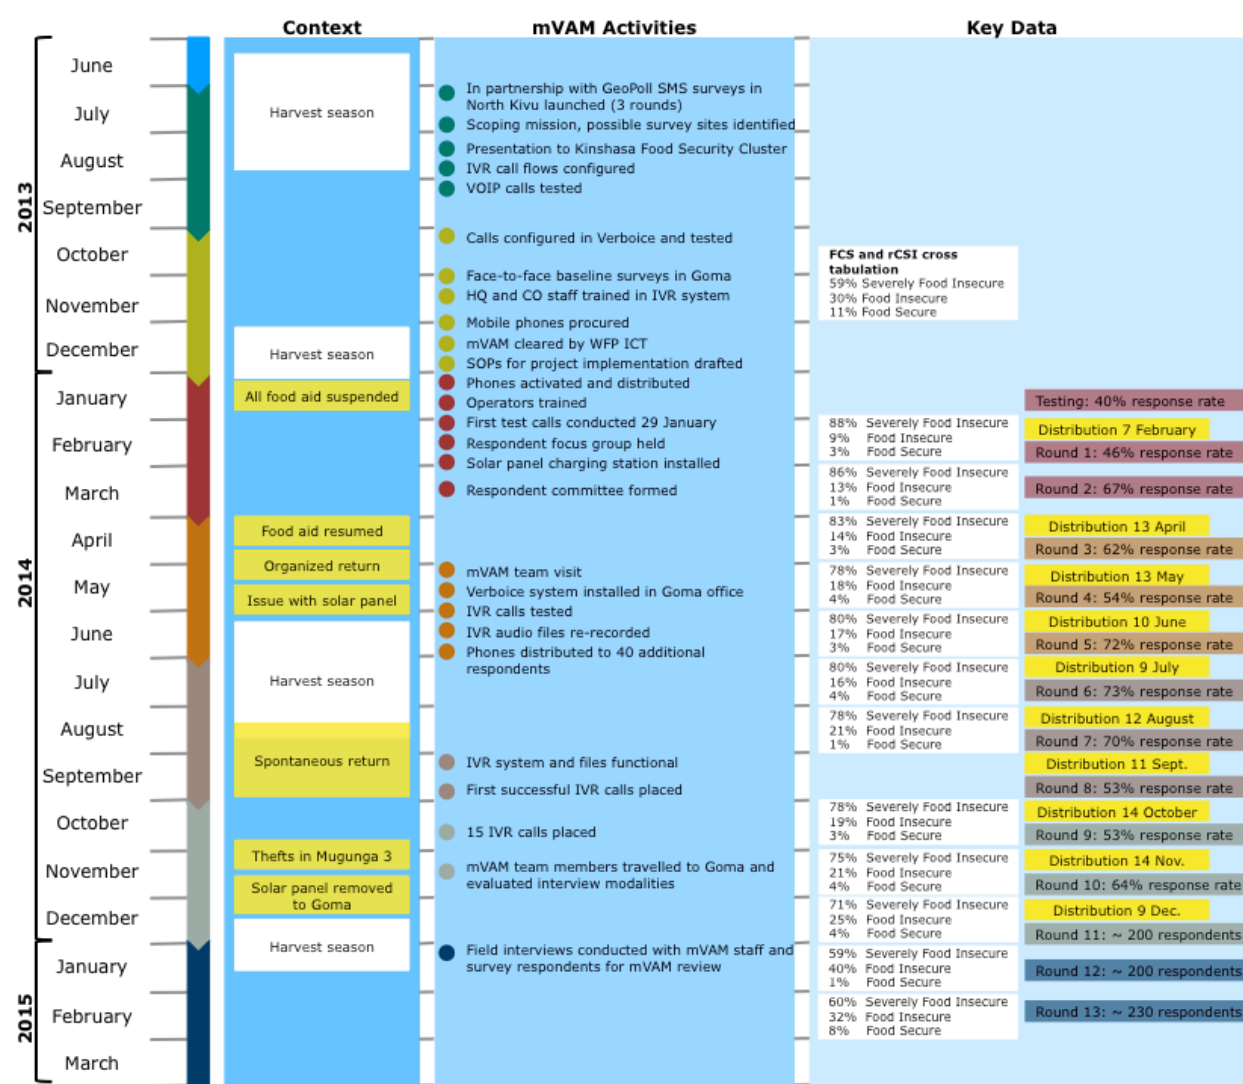 Context
mVAM Activities
Key Data
2013
June
July
August
September
October
November
December
2014
January
February
March
April
May
June
July
August
September
October
November
December
2015
January
February
March
Harvest season
Harvest season
All food aid suspended
Food aid resumed
Organized return
Issue with solar panel
Harvest season
Spontaneous return
Thefts in Mugunga 3
Solar panel removed
to Goma
Harvest season
In partnership with GeoPoll SMS surveys in
North Kivu launched (3 rounds)
Scoping mission, possible survey sites identified
Presentation to Kinshasa Food Security Cluster
IVR call flows configured
VOIP calls tested
Calls configured in Verboice and tested
Face-to-face baseline surveys in Goma
HQ and CO staff trained in IVR system
Mobile phones procured
mVAM cleared by WFP ICT
SOPs for project implementation drafted
Phones activated and distributed
Operators trained
First test calls conducted 29 January
Respondent focus group held
Solar panel charging station installed
Respondent committee formed
mVAM team visit
Verboice system installed in Goma office
IVR calls tested
IVR audio files re-recorded
Phones distributed to 40 additional
respondents
IVR system and files functional
First successful IVR calls placed
15 IVR calls placed
mVAM team members travelled to Goma and
evaluated interview modalities
Field interviews conducted with mVAM staff and
survey respondents for mVAM review
FCS and rCSI cross
tabulation
59% Severely Food Insecure
30% Food Insecure
11% Food Secure
88% Severely Food Insecure
9% Food Insecure
3% Food Secure
86% Severely Food Insecure
13% Food Insecure
1% Food Secure
83% Severely Food Insecure
14% Food Insecure
3% Food Secure
78% Severely Food Insecure
18% Food Insecure
4% Food Secure
80% Severely Food Insecure
17% Food Insecure
3% Food Secure
80% Severely Food Insecure
16% Food Insecure
4% Food Secure
78% Severely Food Insecure
21% Food Insecure
1% Food Secure
78% Severely Food Insecure
19% Food Insecure
3% Food Secure
75% Severely Food Insecure
21% Food Insecure
4% Food Secure
71% Severely Food Insecure
25% Food Insecure
4% Food Secure
59% Severely Food Insecure
40% Food Insecure
1% Food Secure
60% Severely Food Insecure
32% Food Insecure
8% Food Secure
Testing: 40% response rate
Distribution 7 February
Round 1: 46% response rate
Round 2: 67% response rate
Distribution 13 April
Round 3: 62% response rate
Distribution 13 May
Round 4: 54% response rate
Distribution 10 June
Round 5: 72% response rate
Distribution 9 July
Round 6: 73% response rate
Distribution 12 August
Round 7: 70% response rate
Distribution 11 Sept.
Round 8: 53% response rate
Distribution 14 October
Round 9: 53% response rate
Distribution 14 Nov.
Round 10: 64% response rate
Distribution 9 Dec.
Round 11: ~ 200 respondents
Round 12: ~ 200 respondents
Round 13: ~ 230 respondents